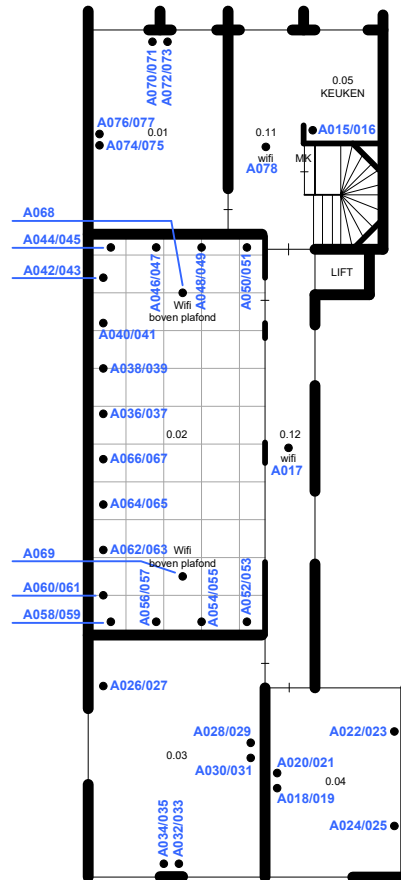 A070/071
A072/073
0.05
KEUKEN
A076/077
0.01
A074/075
A015/016
0.11
wifi
A078
MK
A068
A044/045
A046/047
A048/049
A050/051
LIFT
A042/043
Wifi
boven plafond
A040/041
A038/039
A036/037
0.02
0.12
wifi
A017
A066/067
A064/065
A062/063
Wifi
boven plafond
A069
A060/061
A058/059
A056/057
A054/055
A052/053
A026/027
A028/029
A030/031
0.03
A022/023
A020/021
0.04
A018/019
A024/025
A034/035
A032/033